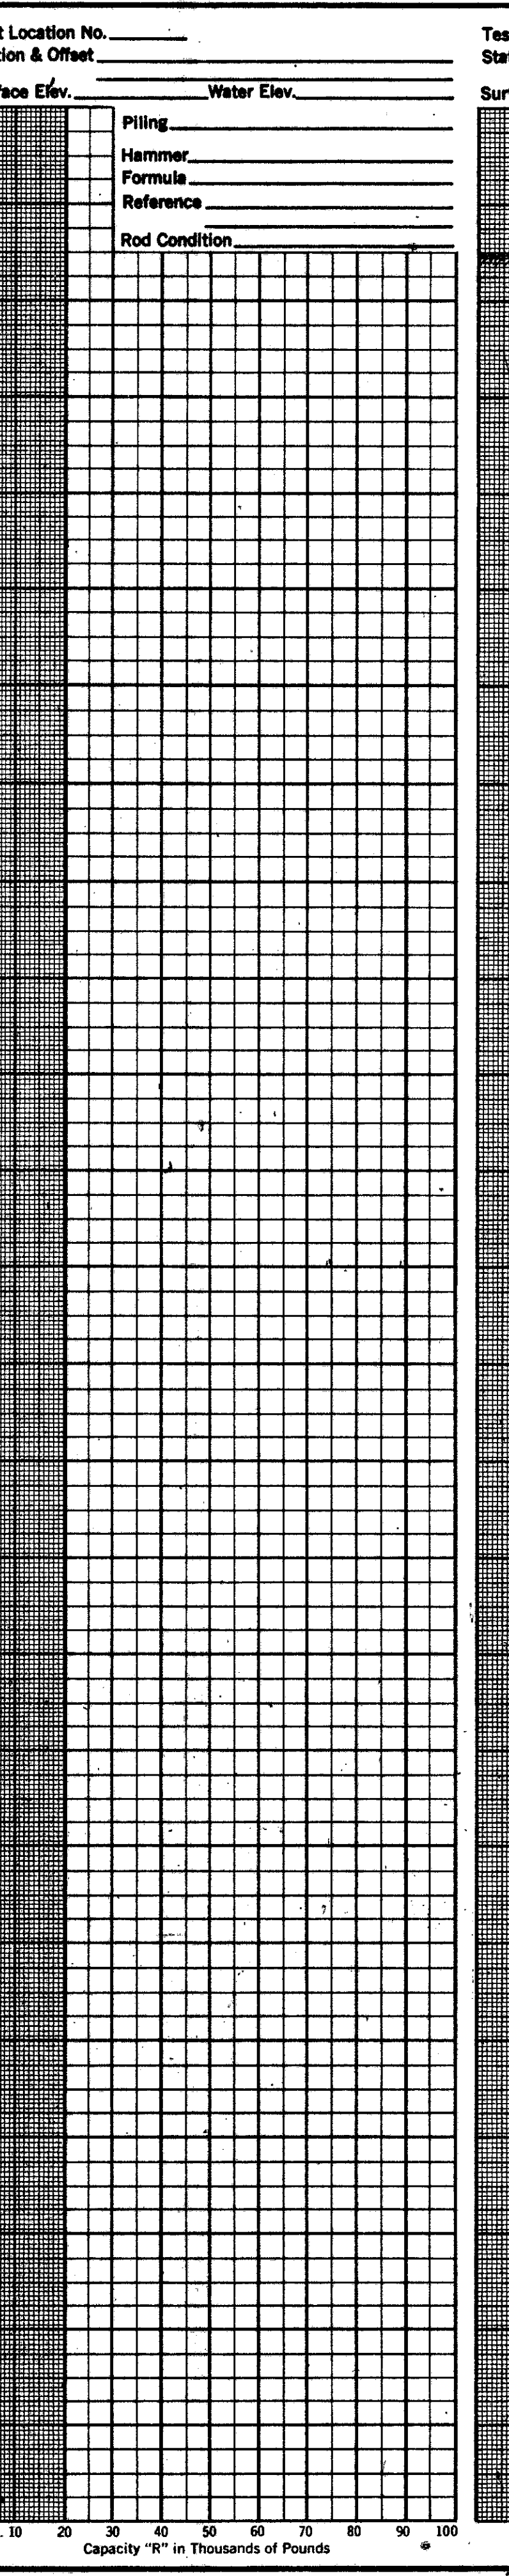 t Location No.
tion & Offset
face Elev. Water Elev.
Piling
Hammer
Formula
Reference
Rod Condition
Tes
Stat
Sur
10 20 30 40 50 60 70 80 90 100
Capacity "R" in Thousands of Pounds